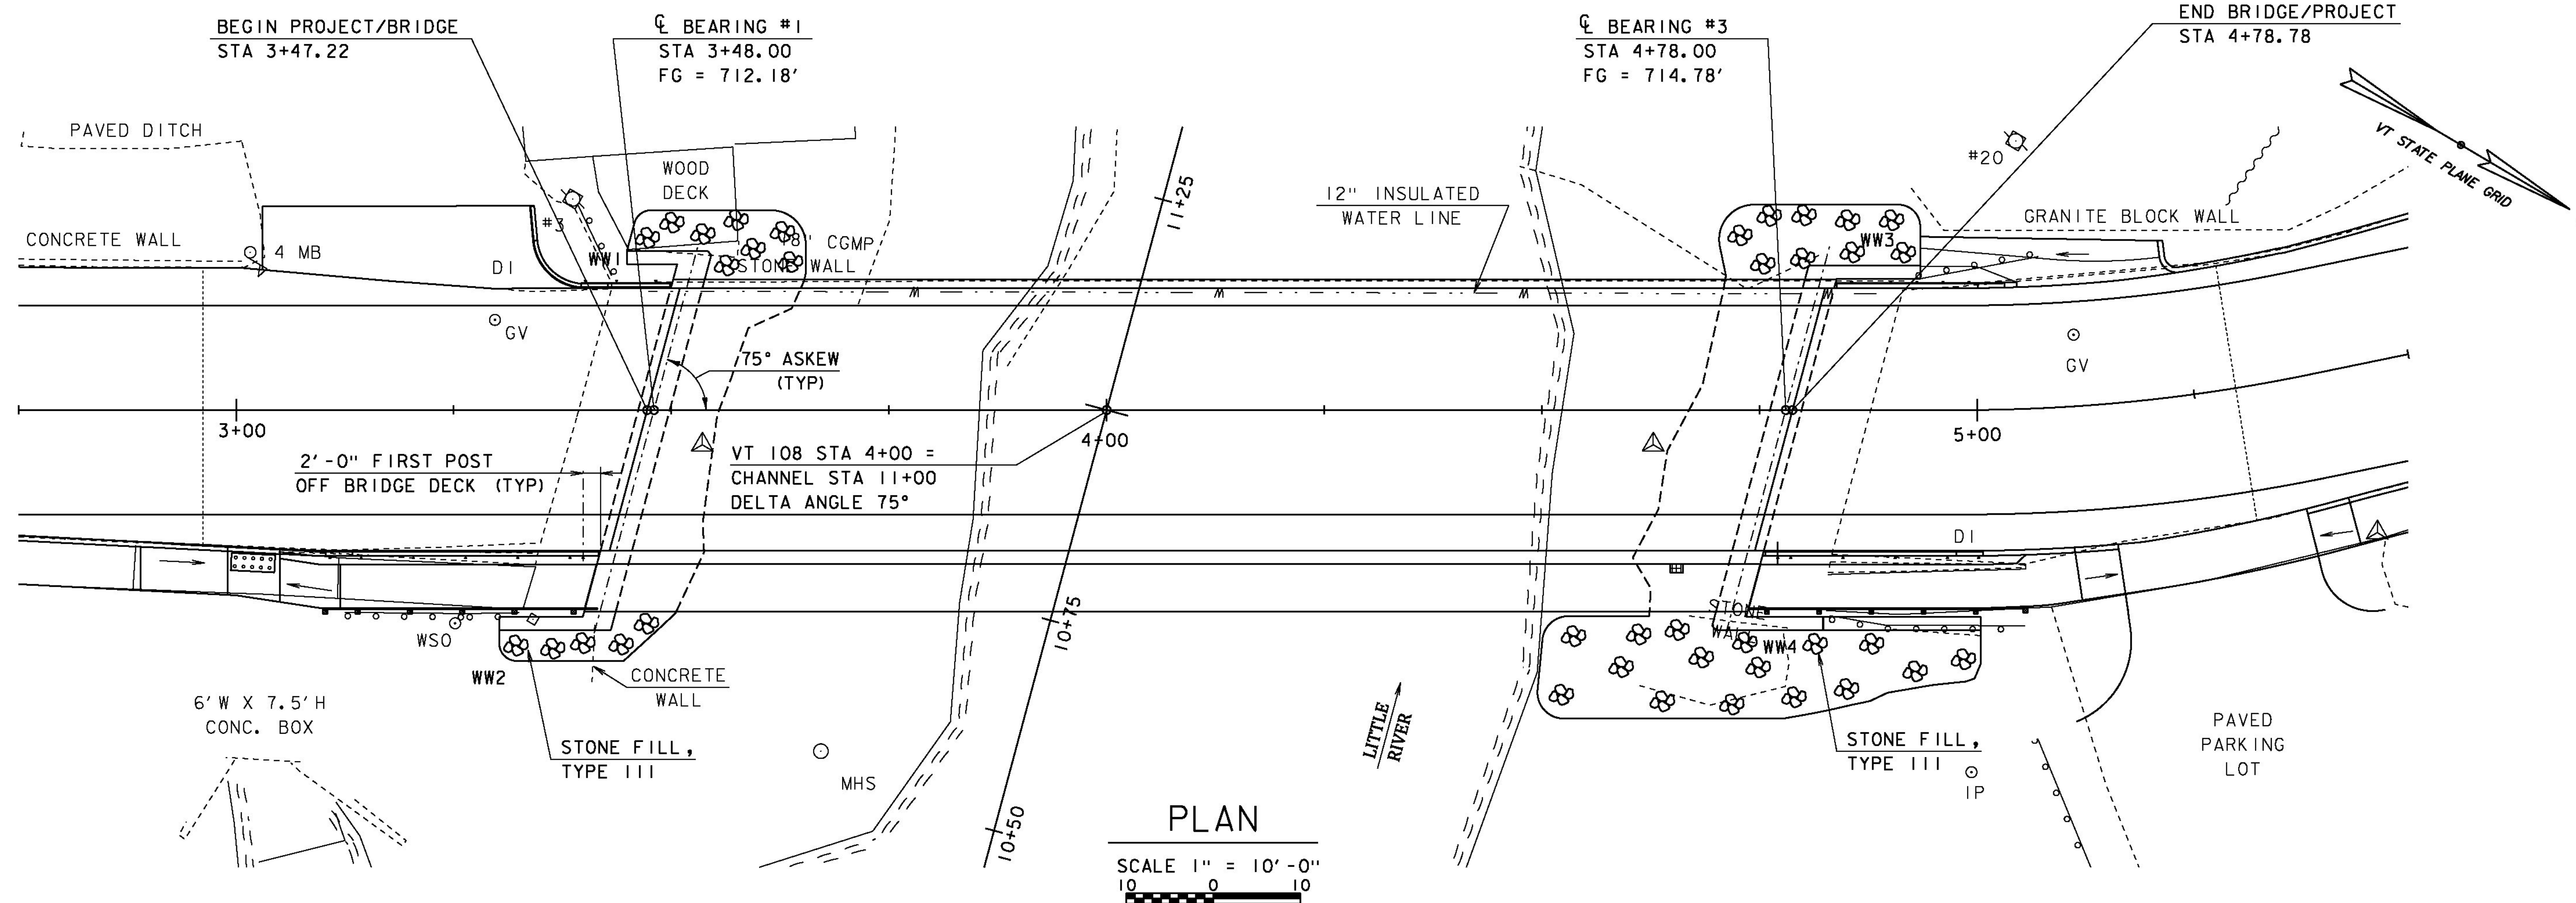 BEGIN PROJECT/BRIDGE
STA 3+47.22
℄ BEARING #1
STA 3+48.00
FG = 712.18'
℄ BEARING #3
STA 4+78.00
FG = 714.78'
END BRIDGE/PROJECT
STA 4+78.78
VT STATE PLANE GRID
PAVED DITCH
WOOD
DECK
#3
#20
11+25
12" INSULATED
WATER LINE
GRANITE BLOCK WALL
CONCRETE WALL
4 MB
DI
WW1
18" CGMP
STONE WALL
WW3
W
W
W
W
GV
GV
75° ASKEW
(TYP)
3+00
4+00
5+00
2'-0" FIRST POST
OFF BRIDGE DECK (TYP)
VT 108 STA 4+00 =
CHANNEL STA 11+00
DELTA ANGLE 75°
DI
10+75
WSO
STONE
WALL
WW4
WW2
CONCRETE
WALL
6'W X 7.5'H
CONC. BOX
LITTLE
RIVER
STONE FILL,
TYPE III
MHS
STONE FILL,
TYPE III
IP
PAVED
PARKING
LOT
10+50
PLAN
SCALE 1" = 10'-0"
10 0 10